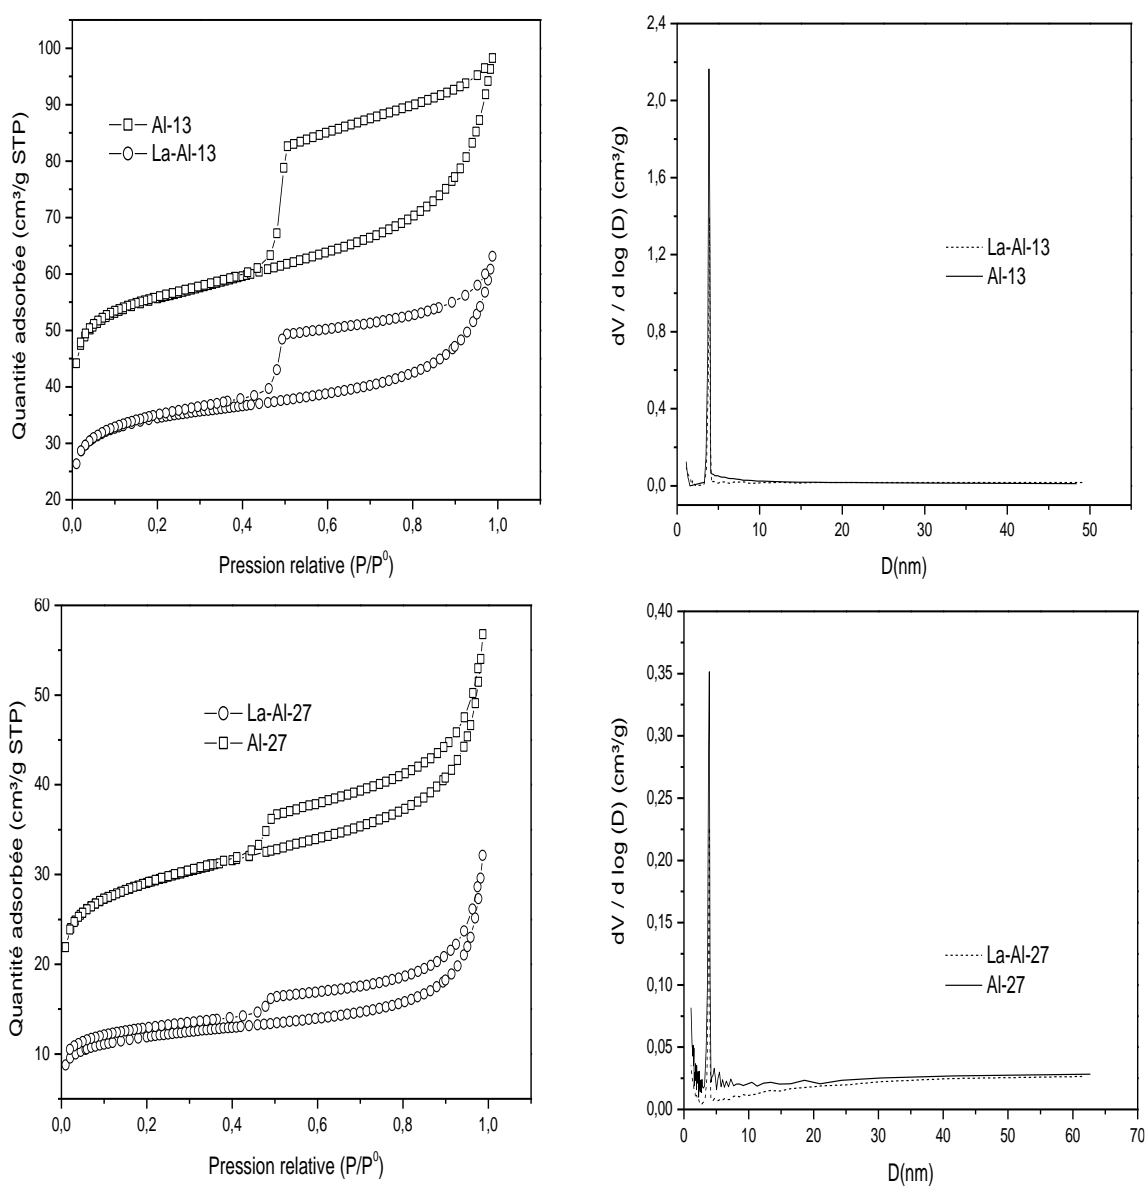 Quantité adsorbée (cm³/g STP)
100
90
80
70
60
50
40
30
20
Al-13
La-Al-13
0,0 0,2 0,4 0,6 0,8 1,0
Pression relative (P/P⁰)
dV / d log (D) (cm³/g)
2,4
2,0
1,6
1,2
0,8
0,4
0,0
La-Al-13
Al-13
0 10 20 30 40 50
D(nm)
Quantité adsorbée (cm³/g STP)
60
50
40
30
20
10
La-Al-27
Al-27
0,0 0,2 0,4 0,6 0,8 1,0
Pression relative (P/P⁰)
dV / d log (D) (cm³/g)
0,40
0,35
0,30
0,25
0,20
0,15
0,10
0,05
0,00
La-Al-27
Al-27
0 10 20 30 40 50 60 70
D(nm)